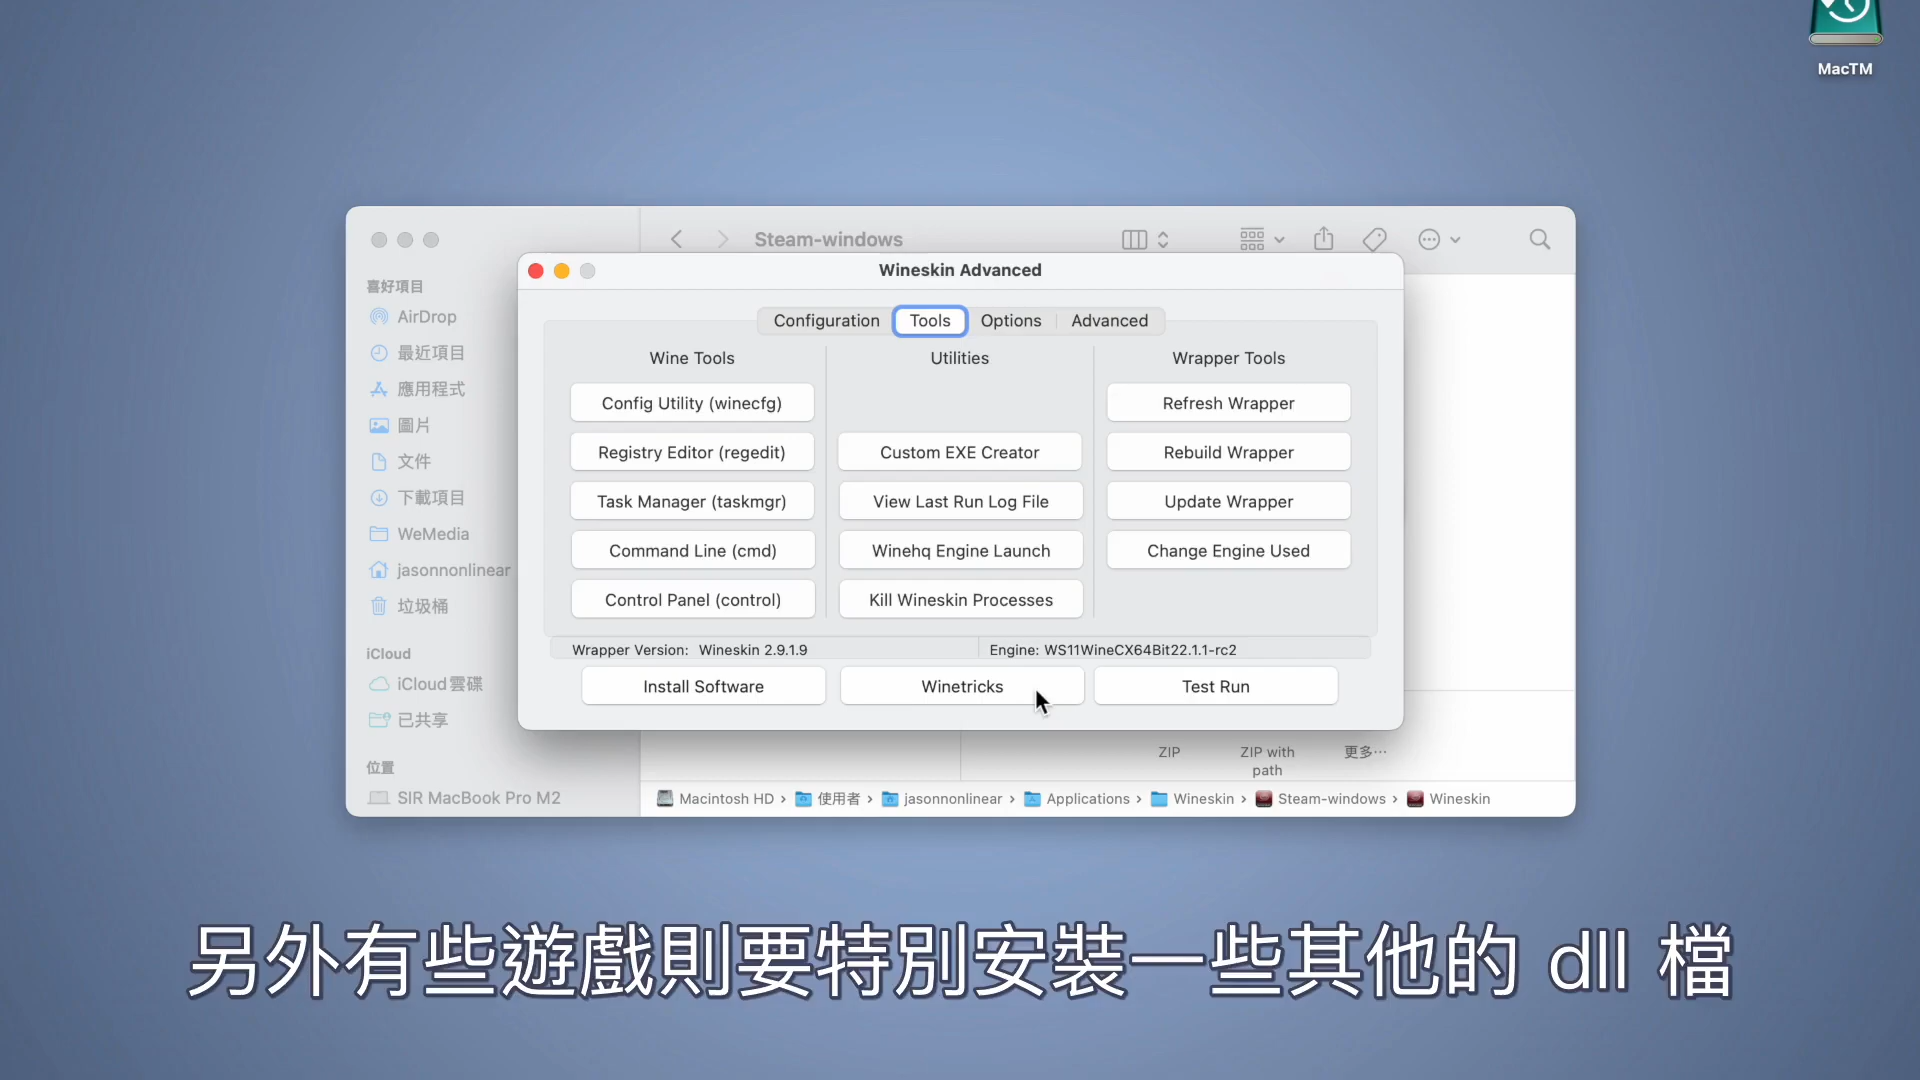 MacTM
Steam-windows
喜好項目
AirDrop
最近項目
應用程式
圖片
文件
下載項目
WeMedia
jasonnonlinear
垃圾桶
iCloud
iCloud雲碟
已共享
位置
SIR MacBook Pro M2
Wineskin Advanced
Configuration Tools Options Advanced
Wine Tools
Config Utility (winecfg)
Registry Editor (regedit)
Task Manager (taskmgr)
Command Line (cmd)
Control Panel (control)
Utilities
Custom EXE Creator
View Last Run Log File
Winehq Engine Launch
Kill Wineskin Processes
Wrapper Tools
Refresh Wrapper
Rebuild Wrapper
Update Wrapper
Change Engine Used
Wrapper Version: Wineskin 2.9.1.9
Engine: WS11WineCX64Bit22.1.1-rc2
Install Software
Winetricks
Test Run
ZIP
ZIP with
path
更多…
Macintosh HD › 使用者 › jasonnonlinear › Applications › Wineskin › Steam-windows › Wineskin
另外有些遊戲則要特別安裝一些其他的 dll 檔